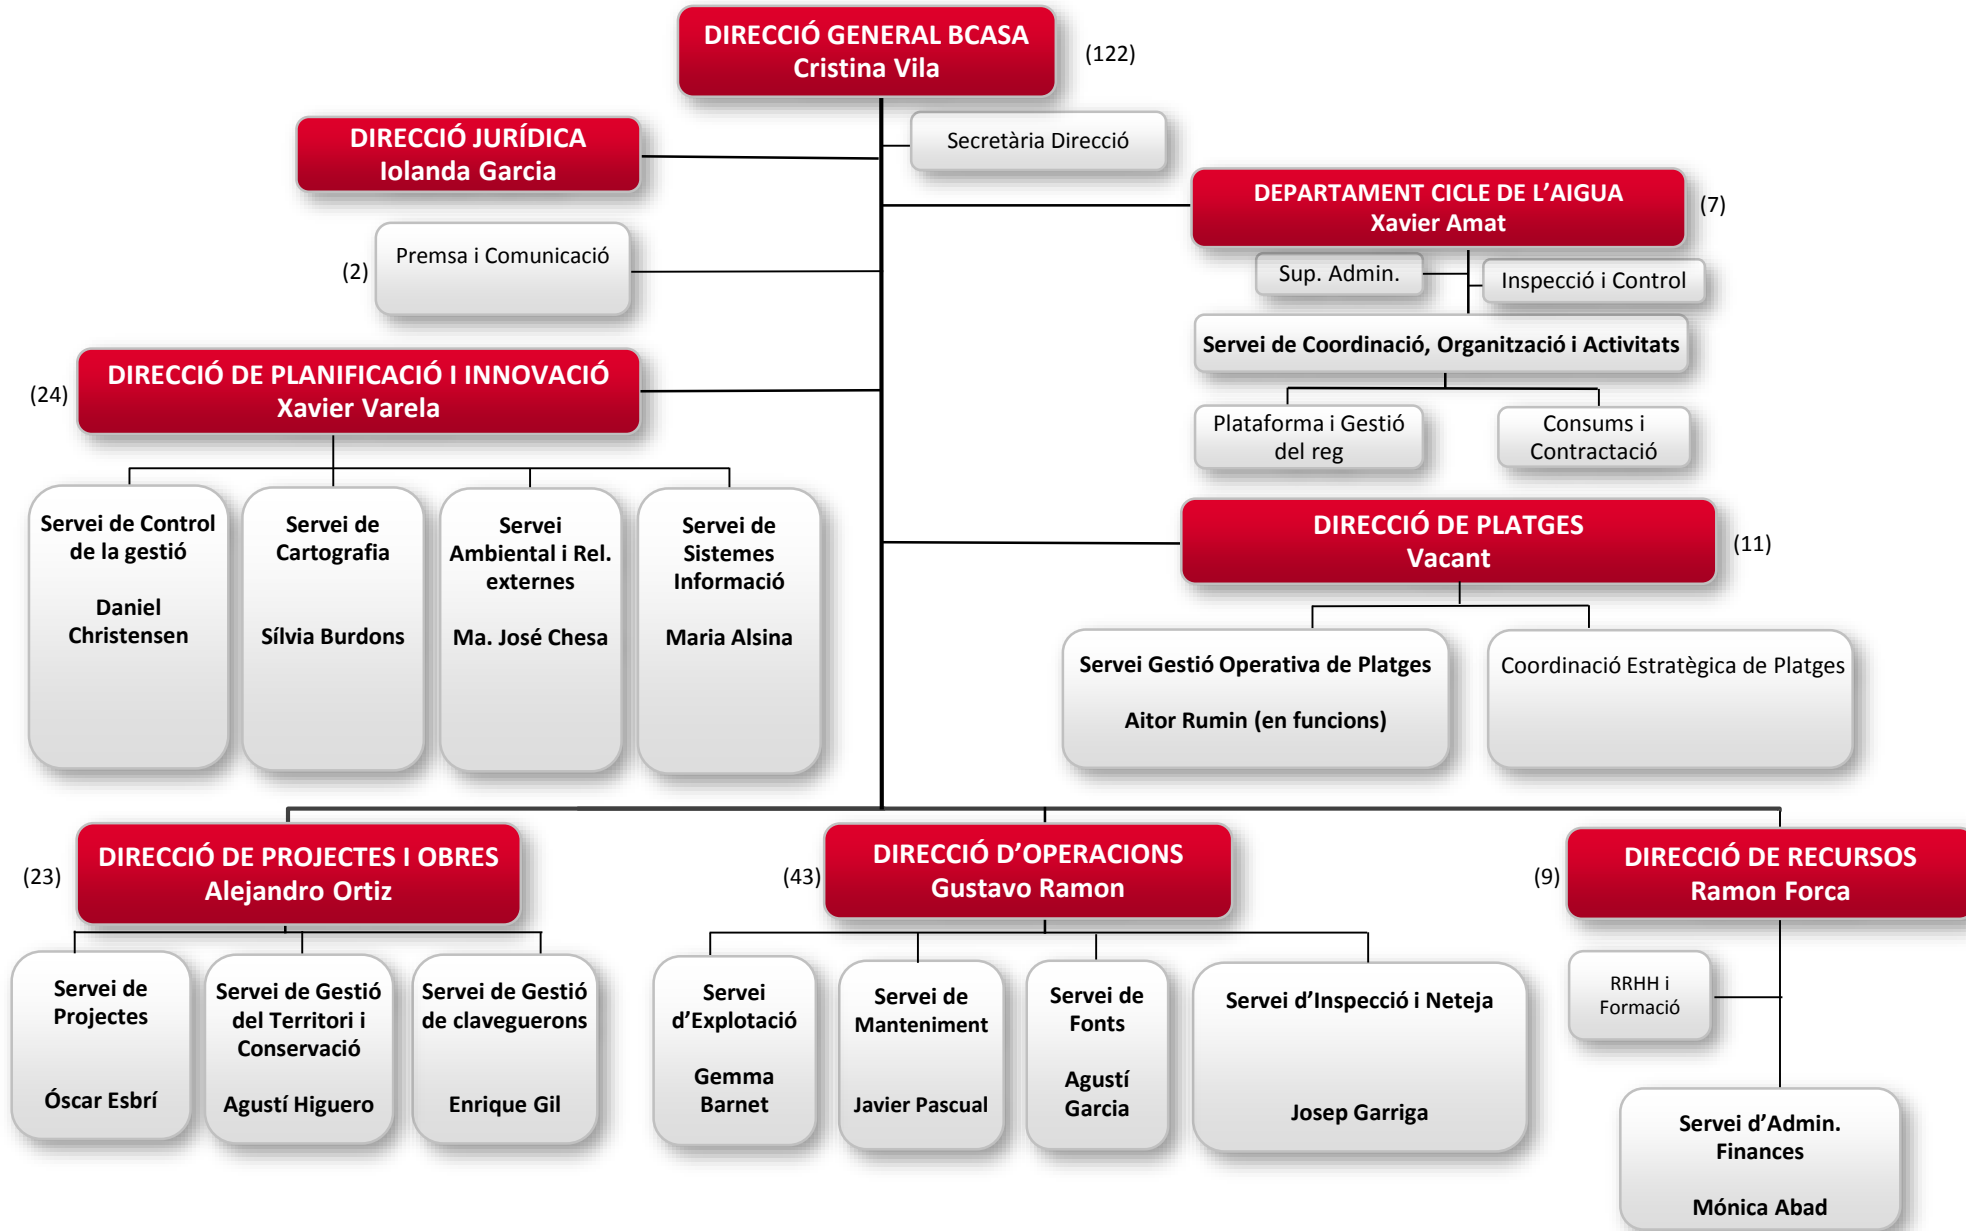 DIRECCIÓ GENERAL BCASA
Cristina Vila
(122)
DIRECCIÓ JURÍDICA
Iolanda Garcia
Secretària Direcció
DEPARTAMENT CICLE DE L’AIGUA
Xavier Amat
(7)
Premsa i Comunicació
(2)
Sup. Admin.
Inspecció i Control
Servei de Coordinació, Organització i Activitats
Plataforma i Gestió
del reg
Consums i
Contractació
DIRECCIÓ DE PLANIFICACIÓ I INNOVACIÓ
Xavier Varela
(24)
Servei de Control
de la gestió
Daniel
Christensen
Servei de
Cartografia
Sílvia Burdons
Servei
Ambiental i Rel.
externes
Ma. José Chesa
Servei de
Sistemes
Informació
Maria Alsina
DIRECCIÓ DE PLATGES
Vacant
(11)
Servei Gestió Operativa de Platges
Aitor Rumin (en funcions)
Coordinació Estratègica de Platges
(23)
DIRECCIÓ DE PROJECTES I OBRES
Alejandro Ortiz
(43)
DIRECCIÓ D’OPERACIONS
Gustavo Ramon
(9)
DIRECCIÓ DE RECURSOS
Ramon Forca
Servei de
Projectes
Óscar Esbrí
Servei de Gestió
del Territori i
Conservació
Agustí Higuero
Servei de Gestió
de claveguerons
Enrique Gil
Servei
d’Explotació
Gemma
Barnet
Servei de
Manteniment
Javier Pascual
Servei de
Fonts
Agustí
Garcia
Servei d’Inspecció i Neteja
Josep Garriga
RRHH i
Formació
Servei d’Admin.
Finances
Mónica Abad